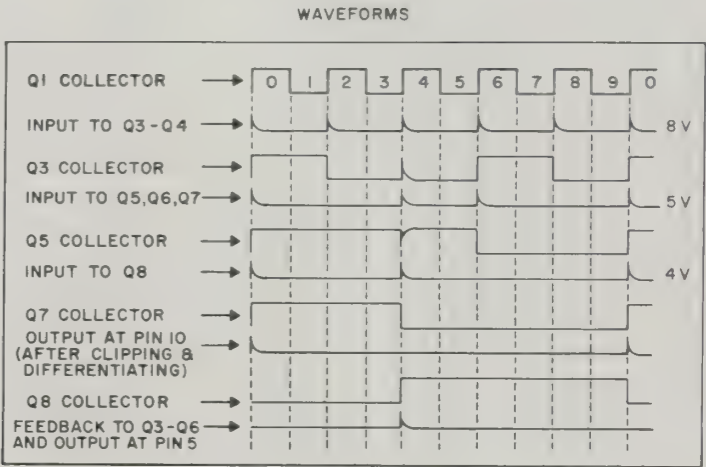 WAVEFORMS
Q1 COLLECTOR 0 1 2 3 4 5 6 7 8 9 0
INPUT TO Q3-Q4 8 V
Q3 COLLECTOR
INPUT TO Q5,Q6,Q7 5 V
Q5 COLLECTOR
INPUT TO Q8 4 V
Q7 COLLECTOR
OUTPUT AT PIN 10
(AFTER CLIPPING &
DIFFERENTIATING)
Q8 COLLECTOR
FEEDBACK TO Q3-Q6
AND OUTPUT AT PIN 5